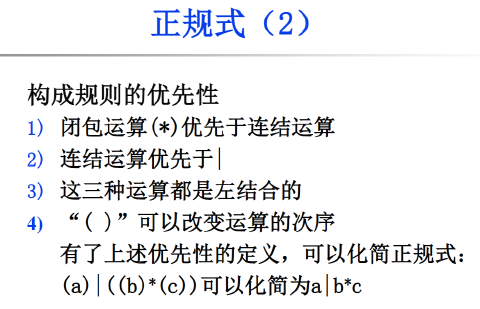 正规式（2）
构成规则的优先性
1) 闭包运算(*)优先于连结运算
2) 连结运算优先于|
3) 这三种运算都是左结合的
4) “( )”可以改变运算的次序
有了上述优先性的定义，可以化简正规式：
(a)|((b)*(c))可以化简为a|b*c